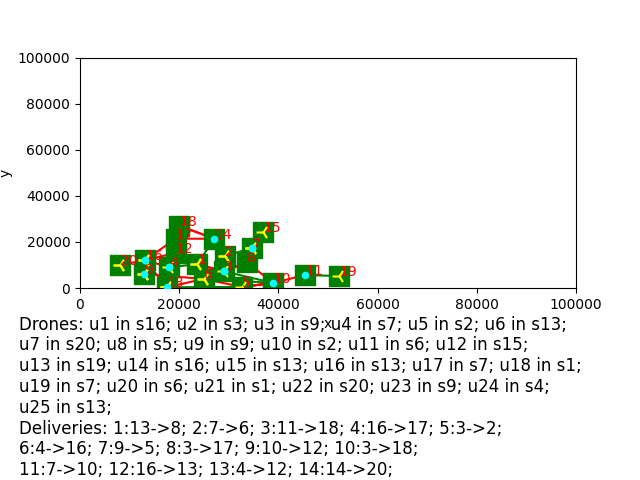 100000
80000
60000
40000
20000
0
y
0 20000 40000 60000 80000 100000
x
18
14
15
12
19
Drones: u1 in s16; u2 in s3; u3 in s9; u4 in s7; u5 in s2; u6 in s13;
u7 in s20; u8 in s5; u9 in s9; u10 in s2; u11 in s6; u12 in s15;
u13 in s19; u14 in s16; u15 in s13; u16 in s13; u17 in s7; u18 in s1;
u19 in s7; u20 in s6; u21 in s1; u22 in s20; u23 in s9; u24 in s4;
u25 in s13;
Deliveries: 1:13->8; 2:7->6; 3:11->18; 4:16->17; 5:3->2;
6:4->16; 7:9->5; 8:3->17; 9:10->12; 10:3->18;
11:7->10; 12:16->13; 13:4->12; 14:14->20;